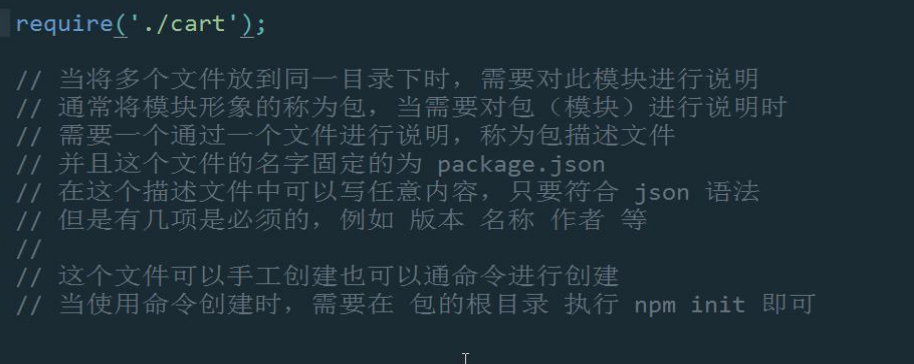 require('./cart');
// 当将多个文件放到同一目录下时，需要对此模块进行说明
// 通常将模块形象的称为包，当需要对包（模块）进行说明时
// 需要一个通过一个文件进行说明，称为包描述文件
// 并且这个文件的名字固定的为 package.json
// 在这个描述文件中可以写任意内容，只要符合 json 语法
// 但是有几项是必须的，例如 版本 名称 作者 等
//
// 这个文件可以手工创建也可以通命令进行创建
// 当使用命令创建时，需要在 包的根目录 执行 npm init 即可